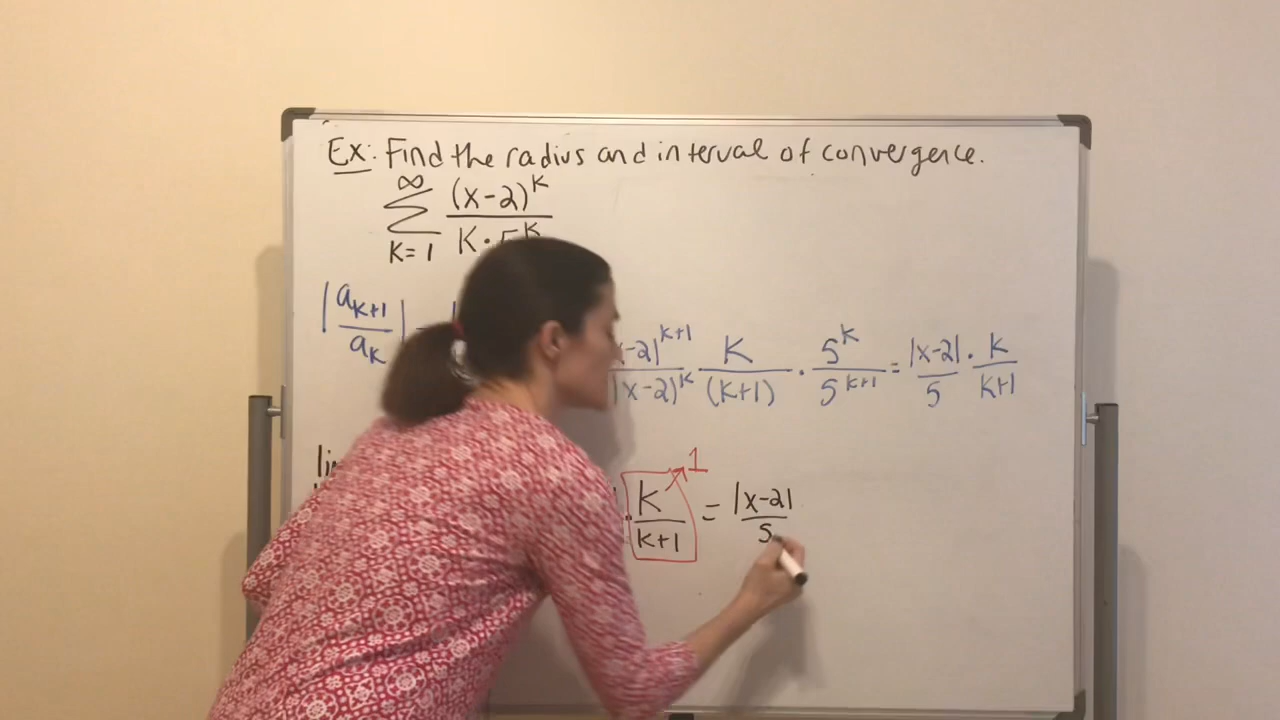 Ex: Find the radius and interval of convergence.
∞
∑ (x-2)^k / k·5^k
k=1
|a_{k+1} / a_k| = |x-2|^{k+1} / |x-2)^k · k / (k+1) · 5^k / 5^{k+1} = |x-2| / 5 · k / k+1
1
k / k+1 = |x-2| / 5